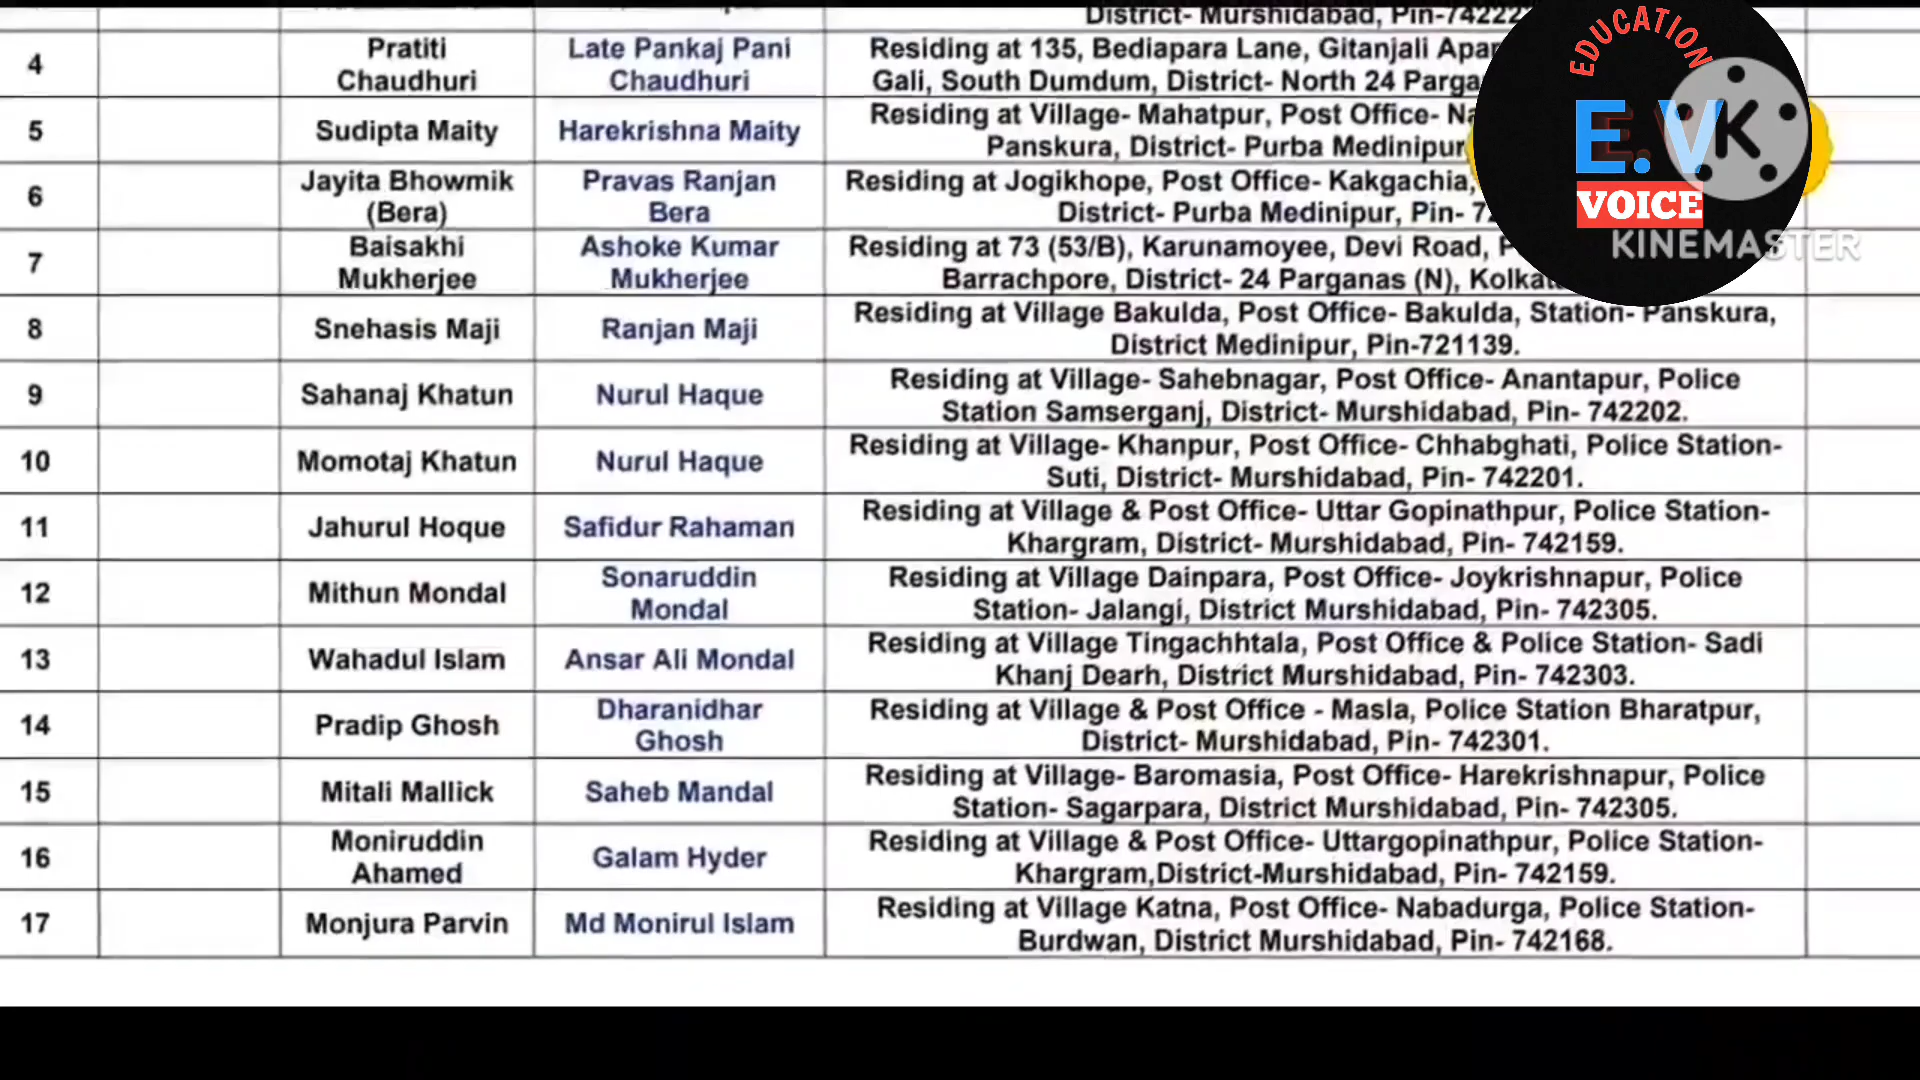 District- Murshidabad, Pin-74222
4
Pratiti
Chaudhuri
Late Pankaj Pani
Chaudhuri
Residing at 135, Bediapara Lane, Gitanjali
Gali, South Dumdum, District- North 24
5
Sudipta Maity
Harekrishna Maity
Residing at Village- Mahatpur, Post Office-
Panskura, District- Purba Medinipur
6
Jayita Bhowmik
(Bera)
Pravas Ranjan
Bera
Residing at Jogikhope, Post Office- Kakgachia,
District- Purba Medinipur, Pin-
7
Baisakhi
Mukherjee
Ashoke Kumar
Mukherjee
Residing at 73 (53/B), Karunamoyee, Devi Road,
Barrachpore, District- 24 Parganas (N),
8
Snehasis Maji
Ranjan Maji
Residing at Village Bakulda, Post Office- Bakulda, Station- Panskura,
District Medinipur, Pin-721139.
9
Sahanaj Khatun
Nurul Haque
Residing at Village- Sahebnagar, Post Office- Anantapur, Police
Station Samserganj, District- Murshidabad, Pin- 742202.
10
Momotaj Khatun
Nurul Haque
Residing at Village- Khanpur, Post Office- Chhabghati, Police Station-
Suti, District- Murshidabad, Pin- 742201.
11
Jahurul Hoque
Safidur Rahaman
Residing at Village & Post Office- Uttar Gopinathpur, Police Station-
Khargram, District- Murshidabad, Pin- 742159.
12
Mithun Mondal
Sonaruddin
Mondal
Residing at Village Dainpara, Post Office- Joykrishnapur, Police
Station- Jalangi, District Murshidabad, Pin- 742305.
13
Wahadul Islam
Ansar Ali Mondal
Residing at Village Tingachhtala, Post Office & Police Station- Sadi
Khanj Dearh, District Murshidabad, Pin- 742303.
14
Pradip Ghosh
Dharanidhar
Ghosh
Residing at Village & Post Office - Masla, Police Station Bharatpur,
District- Murshidabad, Pin- 742301.
15
Mitali Mallick
Saheb Mandal
Residing at Village- Baromasia, Post Office- Harekrishnapur, Police
Station- Sagarpara, District Murshidabad, Pin- 742305.
16
Moniruddin
Ahamed
Galam Hyder
Residing at Village & Post Office- Uttargopinathpur, Police Station-
Khargram,District-Murshidabad, Pin- 742159.
17
Monjura Parvin
Md Monirul Islam
Residing at Village Katna, Post Office- Nabadurga, Police Station-
Burdwan, District Murshidabad, Pin- 742168.
EDUCATION
E.V
VOICE
K
KINEMASTER